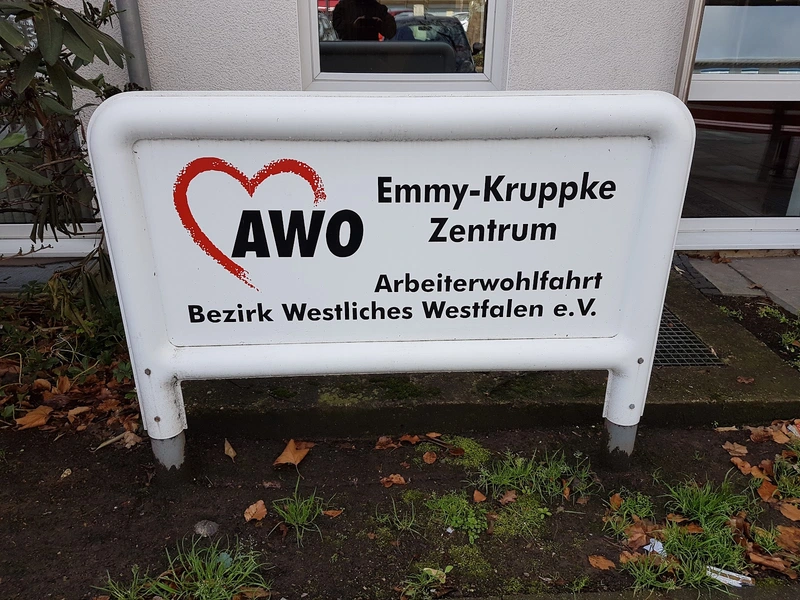 AWO
Emmy-Kruppke
Zentrum
Arbeiterwohlfahrt
Bezirk Westliches Westfalen e.V.